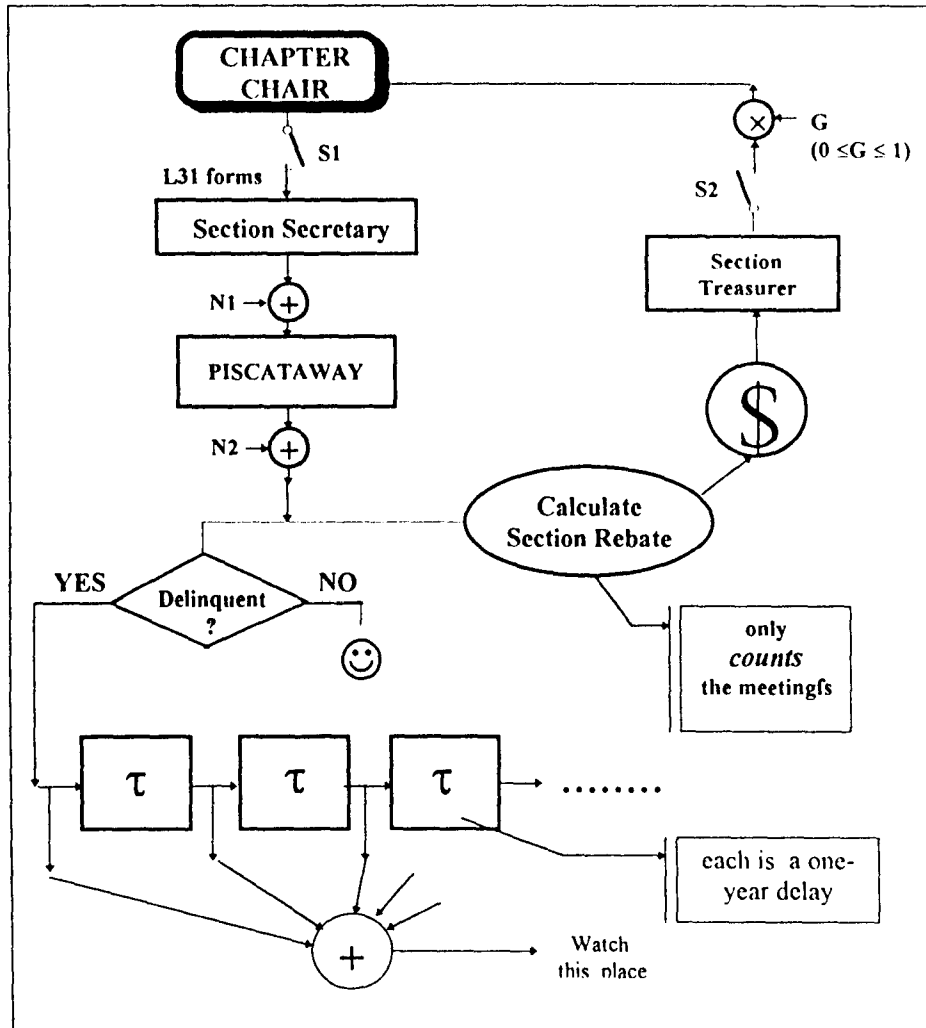 CHAPTER
CHAIR
G
(0 ≤G ≤ 1)
×
S1
S2
L31 forms
Section Secretary
Section
Treasurer
N1
+
PISCATAWAY
$
N2
+
Calculate
Section Rebate
YES
NO
Delinquent
?
only
counts
the meetingſs
τ
τ
τ
........
each is a one-
year delay
+
Watch
this place